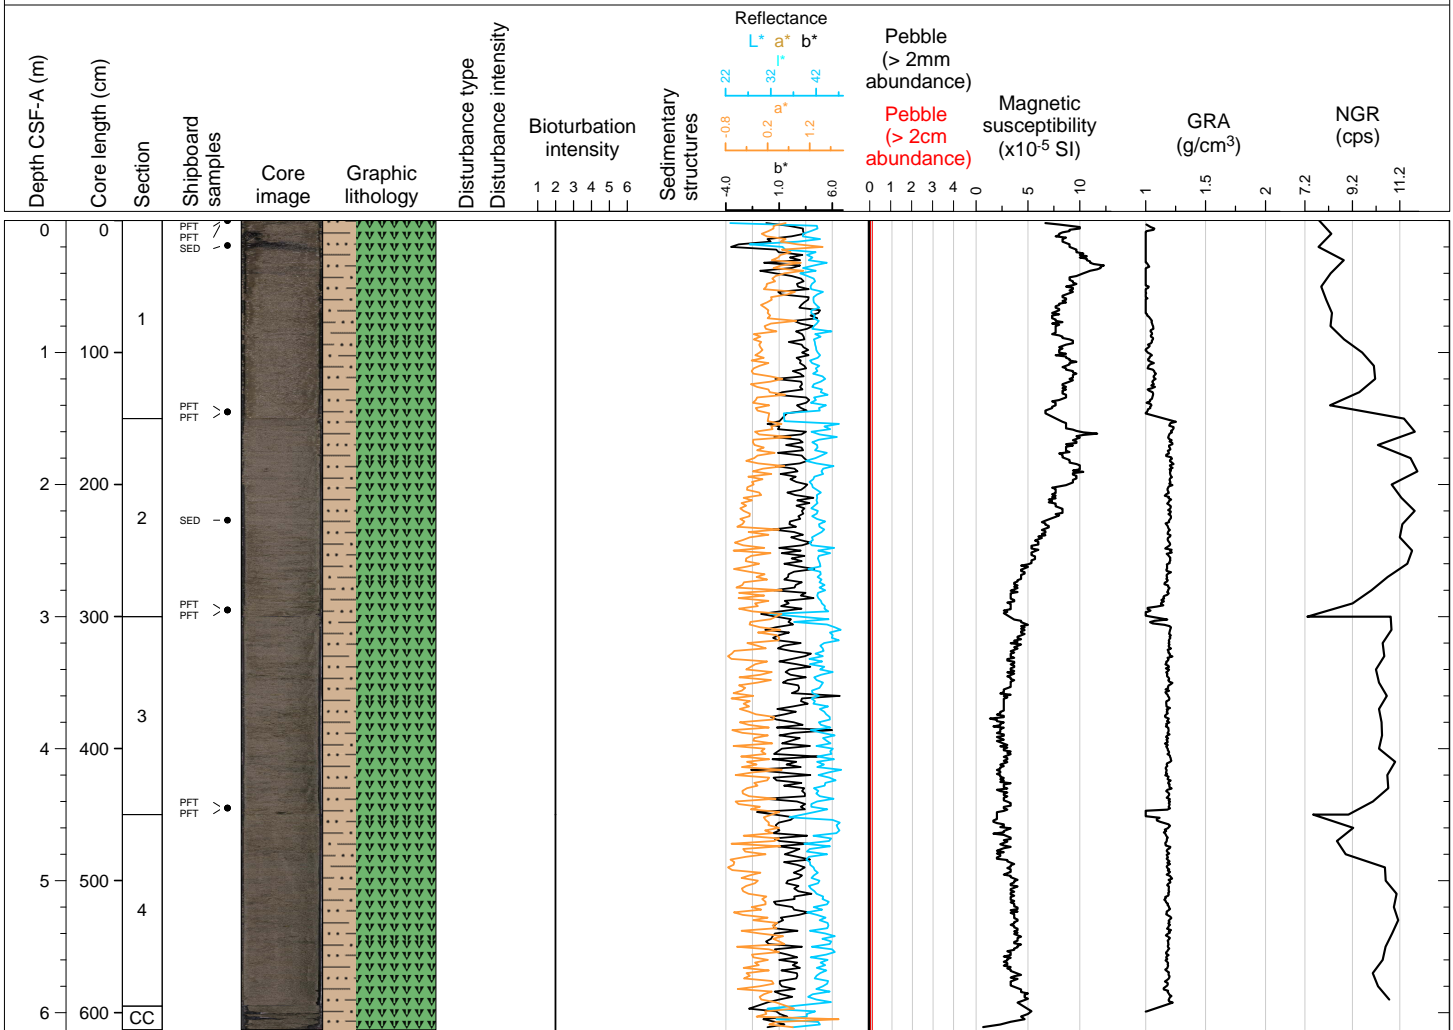 Depth CSF-A (m)
Core length (cm)
Section
Shipboard
samples
Core
image
Graphic
lithology
Disturbance type
Disturbance intensity
Bioturbation
intensity
1 2 3 4 5 6
Sedimentary
structures
Reflectance
L* a* b*
l*
22 32 42
a*
-0.8 0.2 1.2
b*
-4.0 1.0 6.0
Pebble
(> 2mm
abundance)
Pebble
(> 2cm
abundance)
0 1 2 3 4
Magnetic
susceptibility
(x10-5 SI)
0 5 10
GRA
(g/cm3)
1 1.5 2
NGR
(cps)
7.2 9.2 11.2
0 0
PFT
PFT
SED
1
1 100
PFT
PFT
2 200
2
SED
PFT
PFT
3 300
3
4 400
PFT
PFT
5 500
4
6 600
CC